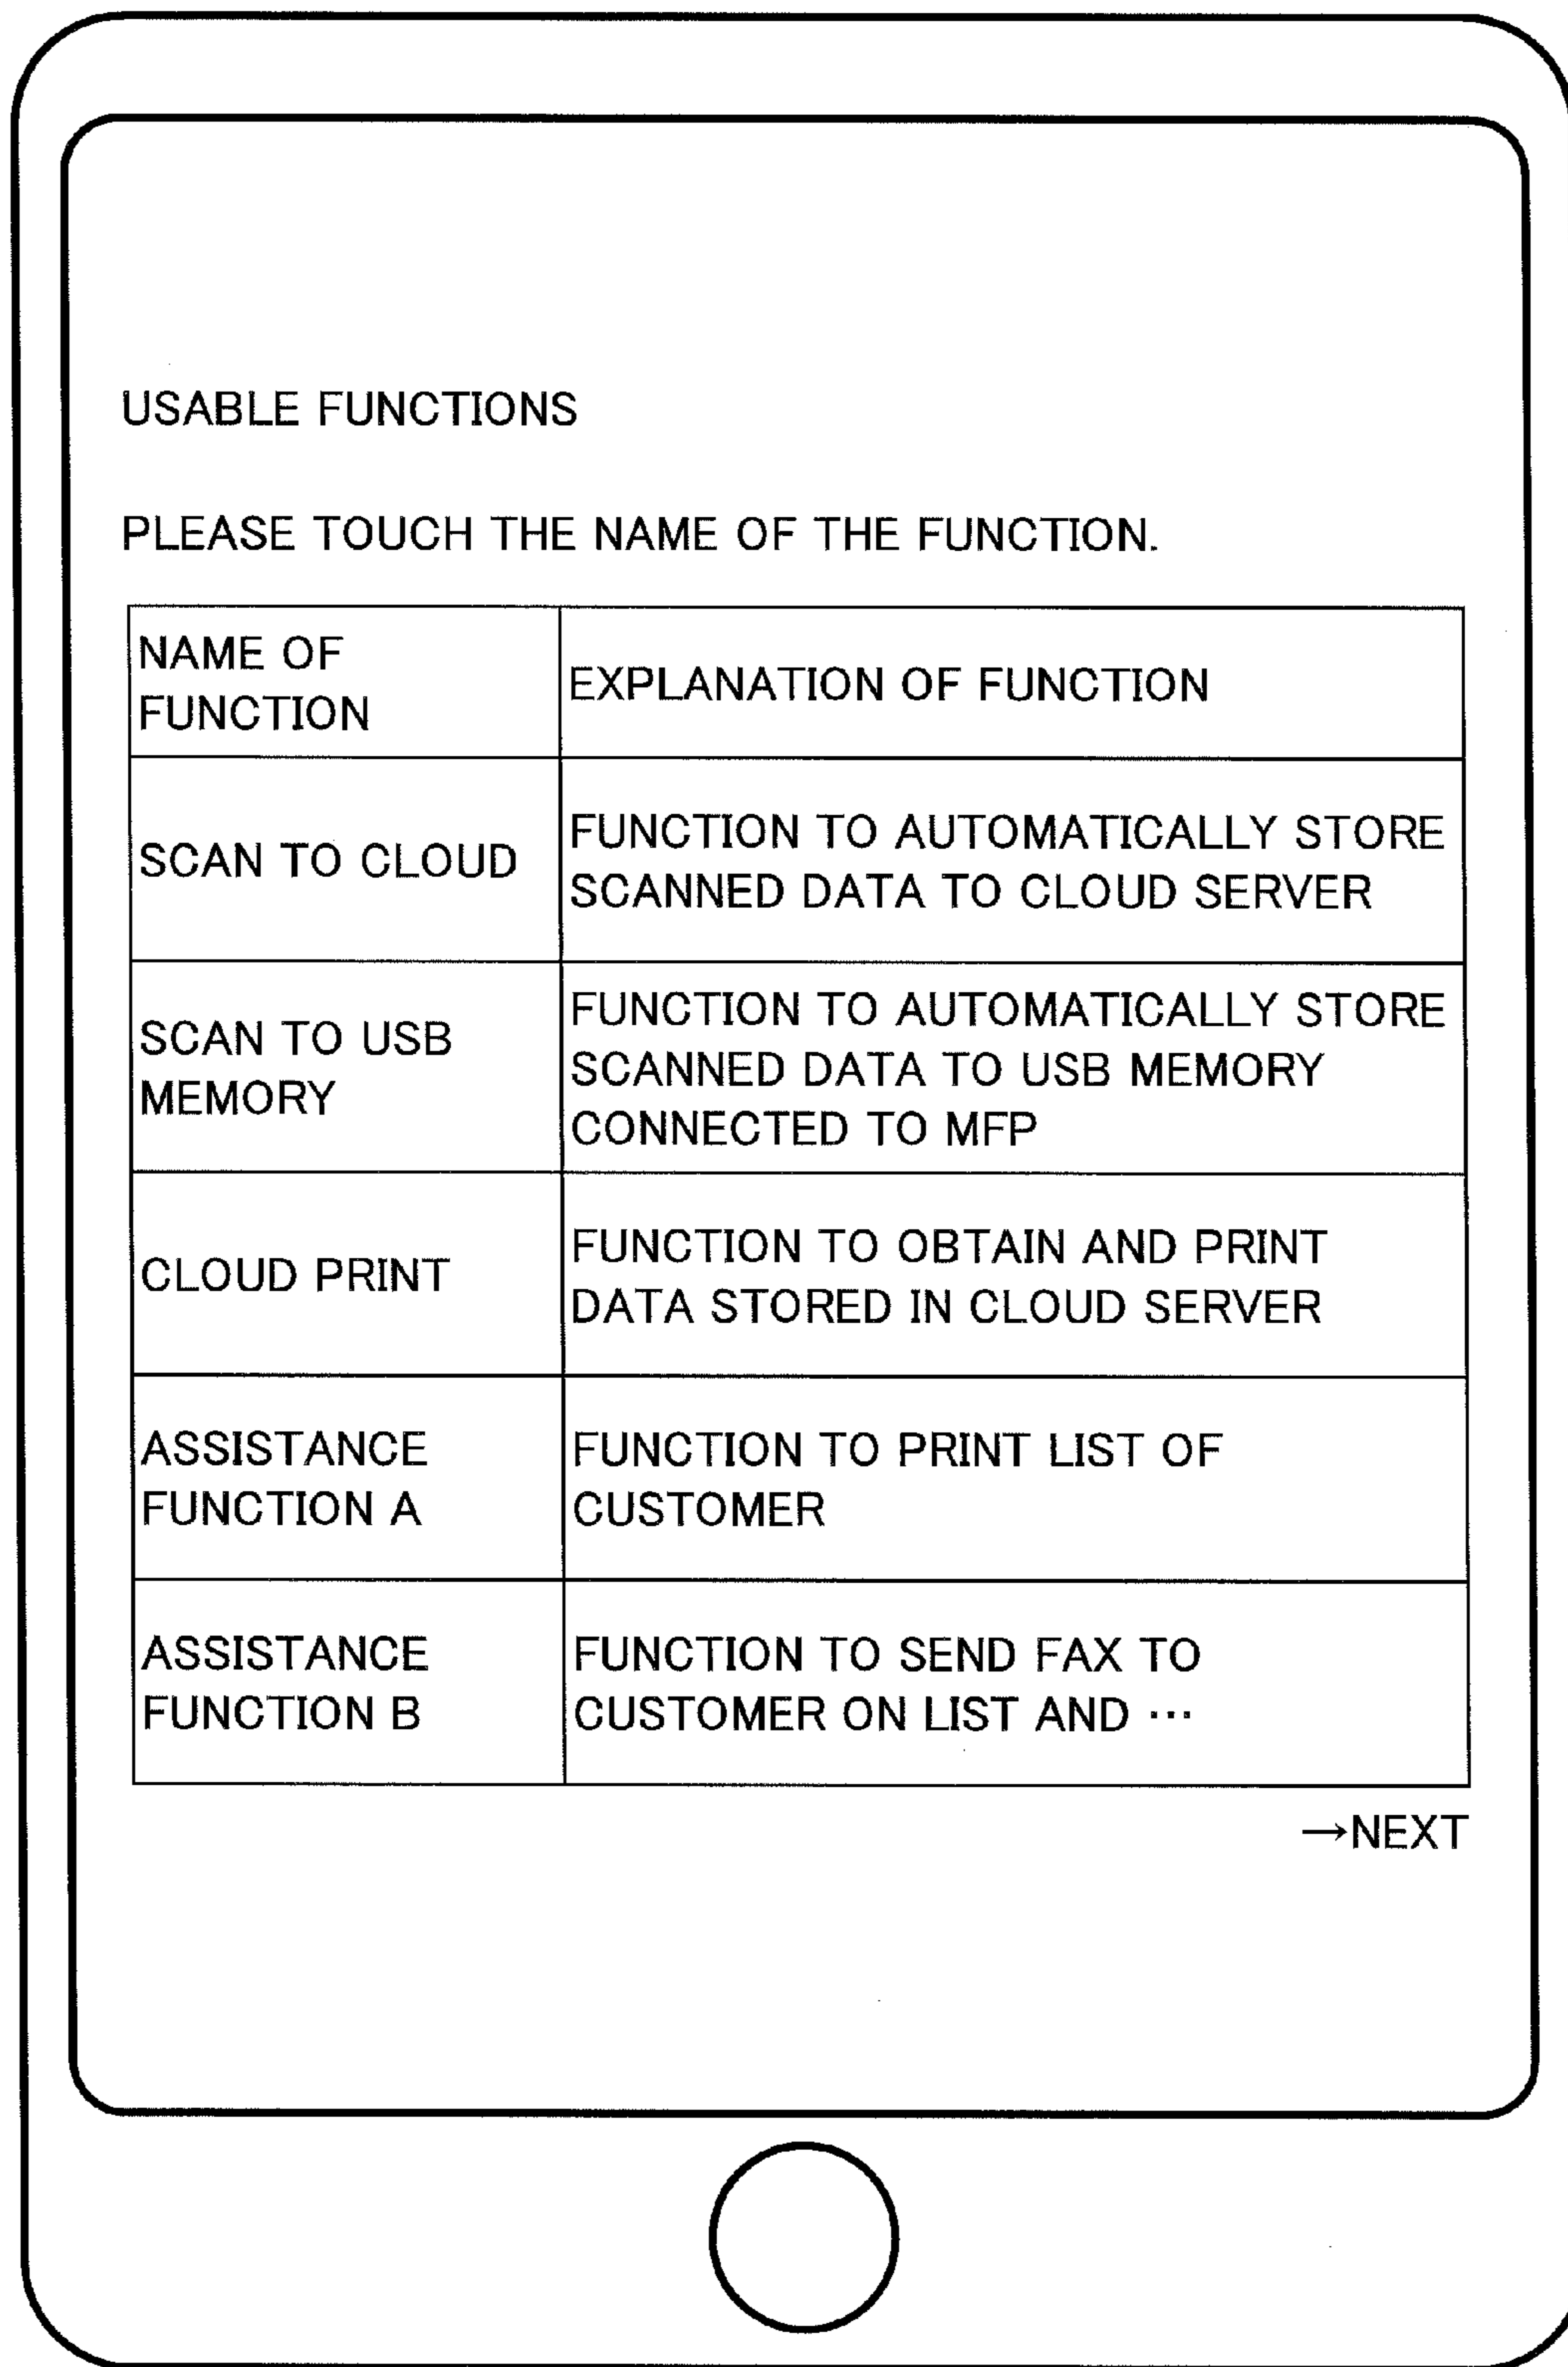 USABLE FUNCTIONS
PLEASE TOUCH THE NAME OF THE FUNCTION.
NAME OF
FUNCTION
EXPLANATION OF FUNCTION
SCAN TO CLOUD
FUNCTION TO AUTOMATICALLY STORE
SCANNED DATA TO CLOUD SERVER
SCAN TO USB
MEMORY
FUNCTION TO AUTOMATICALLY STORE
SCANNED DATA TO USB MEMORY
CONNECTED TO MFP
CLOUD PRINT
FUNCTION TO OBTAIN AND PRINT
DATA STORED IN CLOUD SERVER
ASSISTANCE
FUNCTION A
FUNCTION TO PRINT LIST OF
CUSTOMER
ASSISTANCE
FUNCTION B
FUNCTION TO SEND FAX TO
CUSTOMER ON LIST AND …
→NEXT